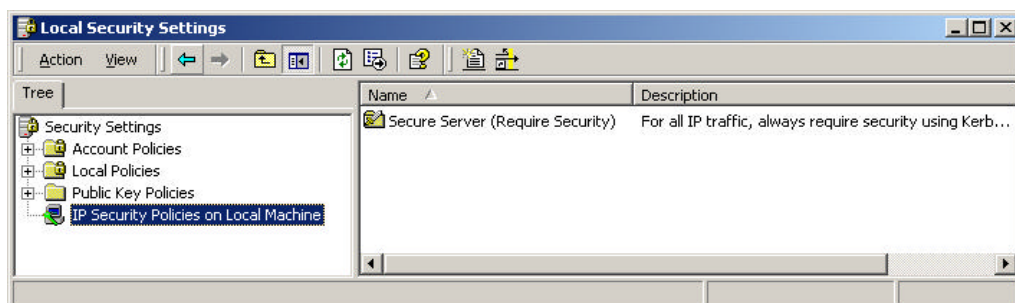 Local Security Settings
Action View
Tree
Name Description
Security Settings
Account Policies
Local Policies
Public Key Policies
IP Security Policies on Local Machine
Secure Server (Require Security) For all IP traffic, always require security using Kerb...